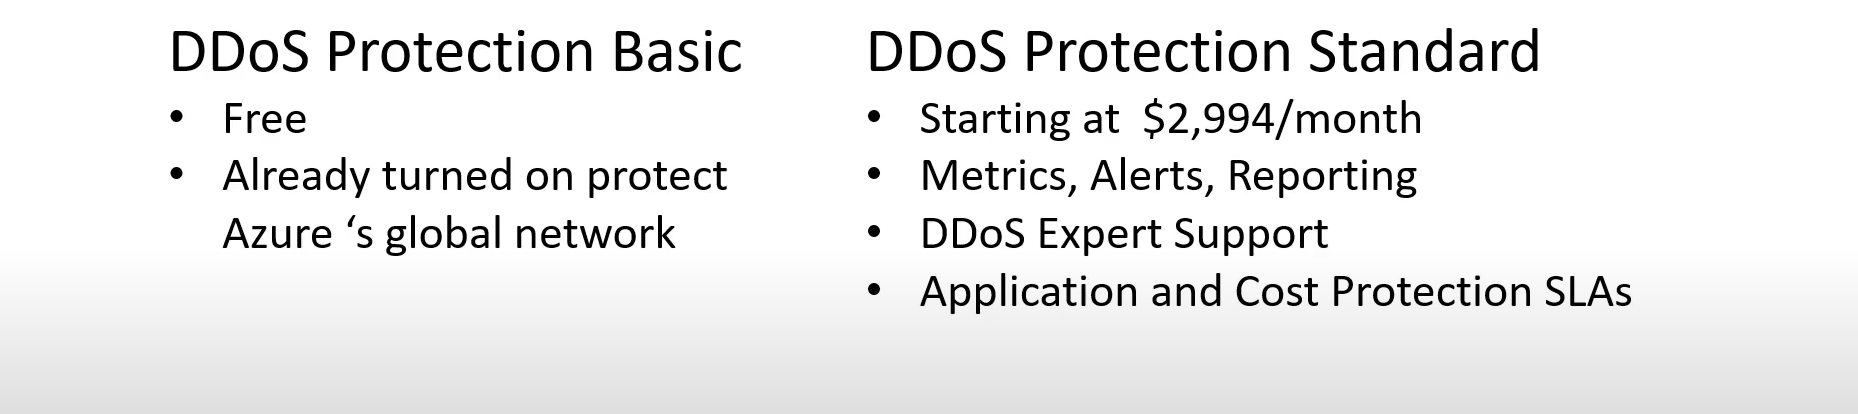 DDoS Protection Basic
• Free
• Already turned on protect
Azure ‘s global network
DDoS Protection Standard
• Starting at  $2,994/month
• Metrics, Alerts, Reporting
• DDoS Expert Support
• Application and Cost Protection SLAs